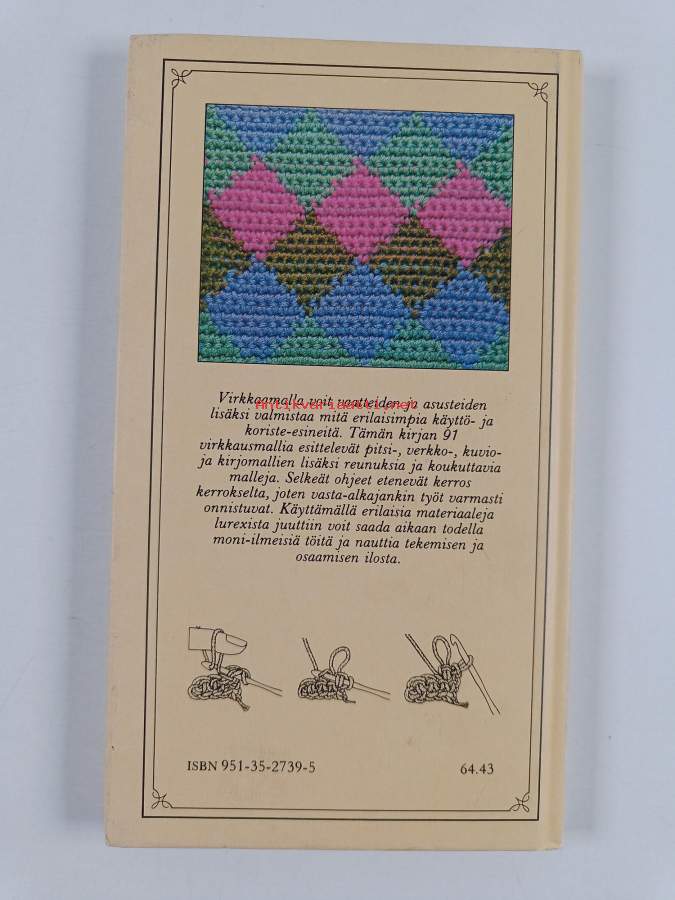 Virkkaamalla voit vaatteiden ja asusteiden
Antikvariaatti.net
lisäksi valmistaa mitä erilaisimpia käyttö- ja
koriste-esineitä. Tämän kirjan 91
virkkausmallia esittelevät pitsi-, verkko-, kuvio-
ja kirjomallien lisäksi reunuksia ja koukuttavia
malleja. Selkeät ohjeet etenevät kerros
kerrokselta, joten vasta-alkajankin työt varmasti
onnistuvat. Käyttämällä erilaisia materiaaleja
lurexista juuttiin voit saada aikaan todella
moni-ilmeisiä töitä ja nauttia tekemisen ja
osaamisen ilosta.
ISBN 951-35-2739-5
64.43